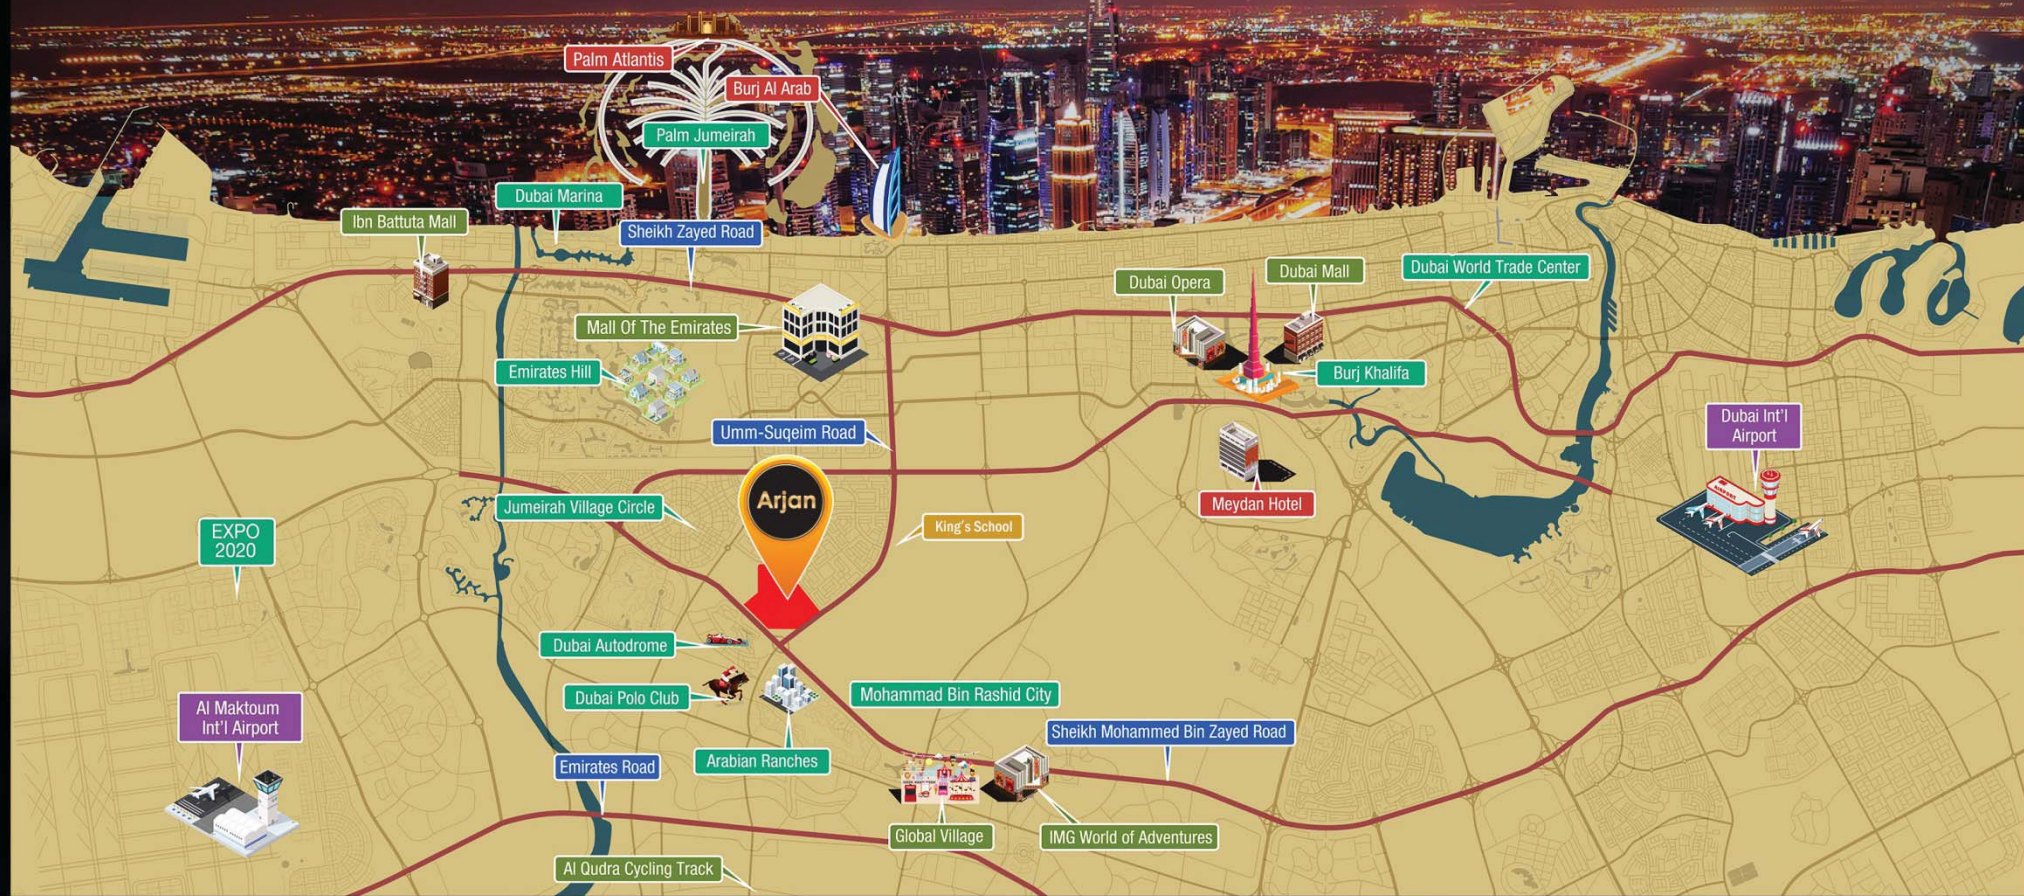 Palm Atlantis
Burj Al Arab
Palm Jumeirah
Dubai Marina
Ibn Battuta Mall
Sheikh Zayed Road
Dubai Opera
Dubai Mall
Dubai World Trade Center
Mall Of The Emirates
Emirates Hill
Burj Khalifa
Umm-Suqeim Road
Dubai Int'l
Airport
Arjan
Jumeirah Village Circle
King's School
Meydan Hotel
AIRPORT
EXPO
2020
Dubai Autodrome
Dubai Polo Club
Mohammad Bin Rashid City
Al Maktoum
Int'l Airport
Sheikh Mohammed Bin Zayed Road
Arabian Ranches
Emirates Road
Global Village
IMG World of Adventures
Al Qudra Cycling Track